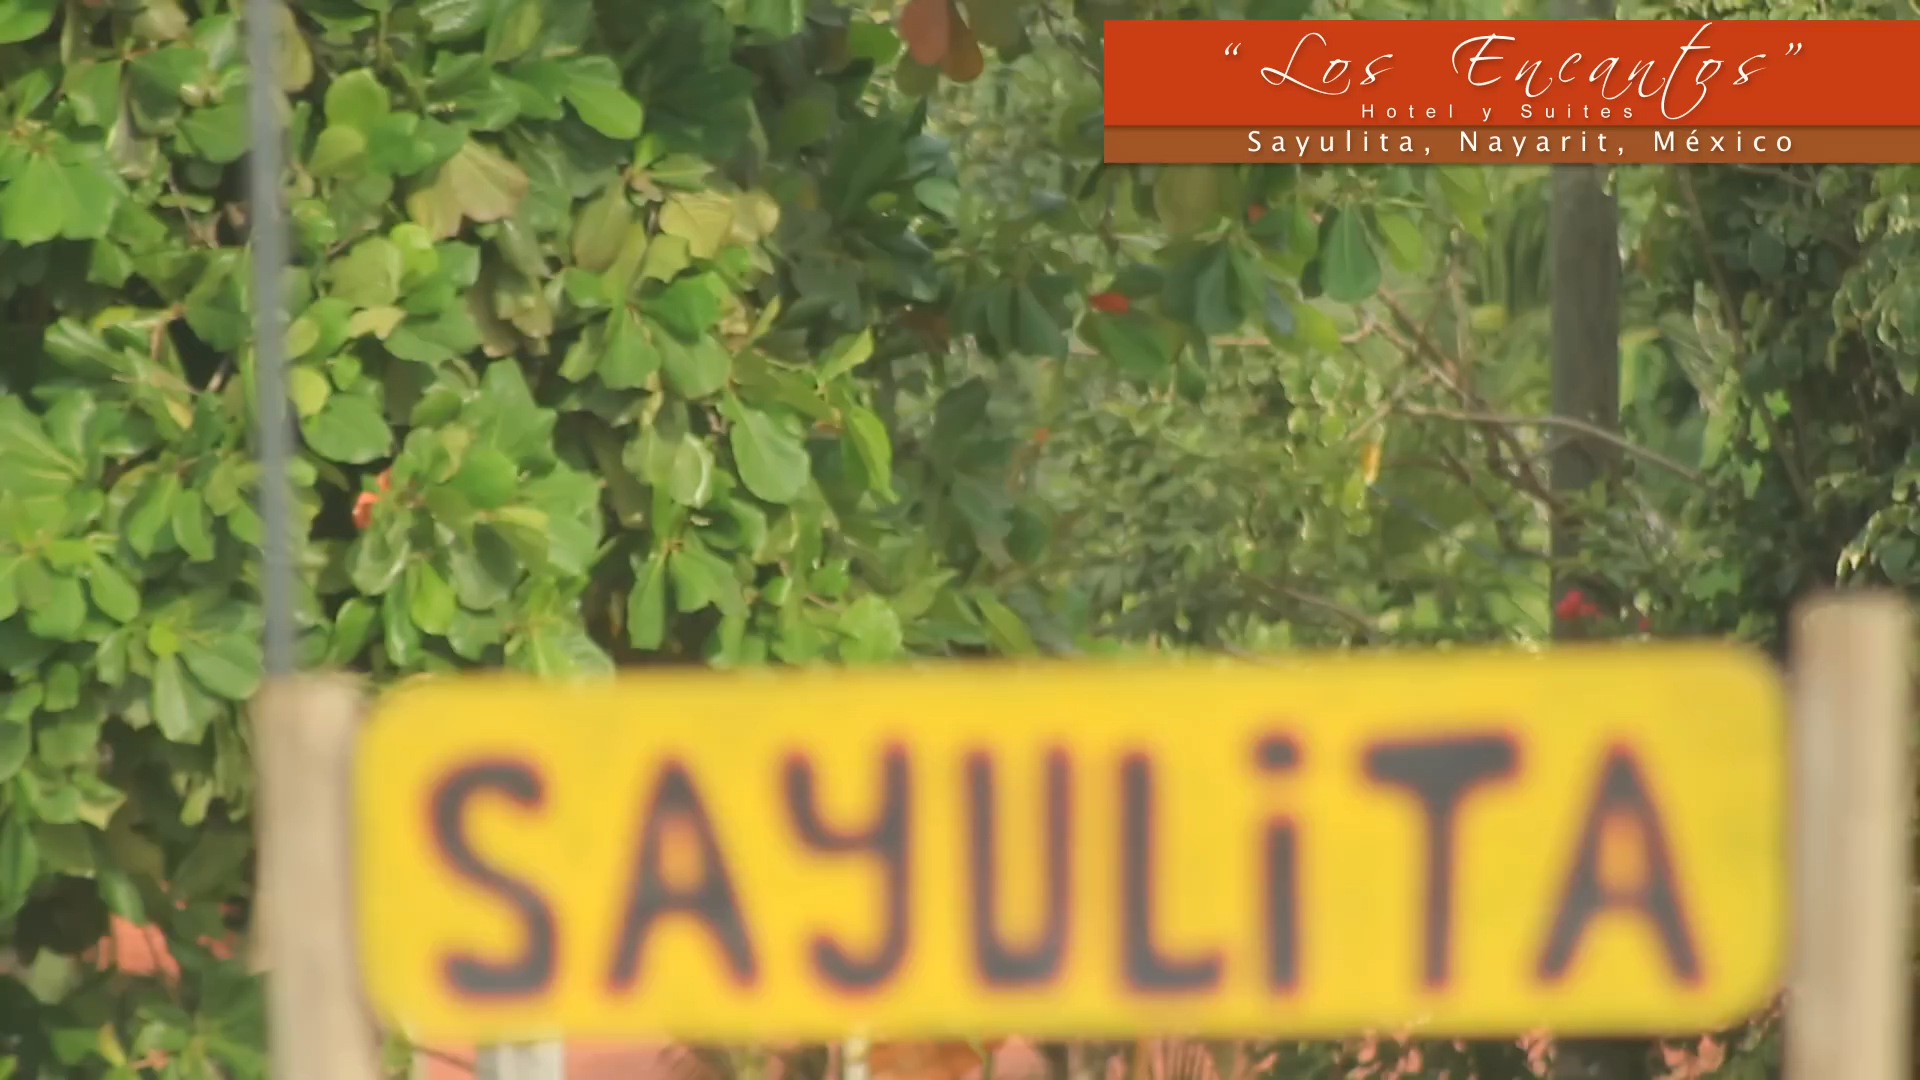 “Los Encantos”
Hotel y Suites
Sayulita, Nayarit, México
SAYULiTA